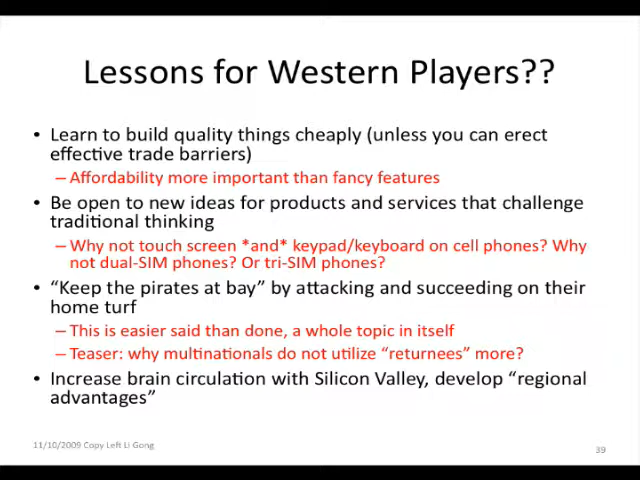 Lessons for Western Players??
• Learn to build quality things cheaply (unless you can erect
effective trade barriers)
– Affordability more important than fancy features
• Be open to new ideas for products and services that challenge
traditional thinking
– Why not touch screen *and* keypad/keyboard on cell phones? Why
not dual-SIM phones? Or tri-SIM phones?
• “Keep the pirates at bay” by attacking and succeeding on their
home turf
– This is easier said than done, a whole topic in itself
– Teaser: why multinationals do not utilize “returnees” more?
• Increase brain circulation with Silicon Valley, develop “regional
advantages”
11/10/2009 Copy Left Li Gong
39